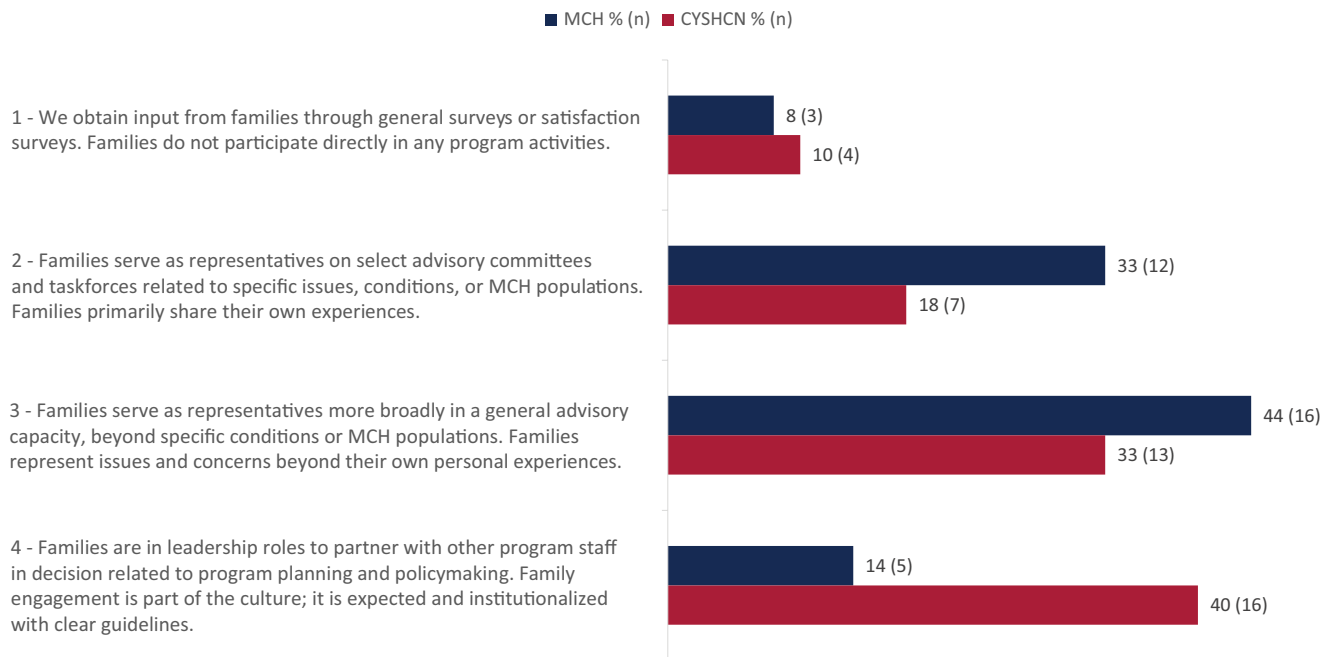 MCH % (n) CYSHCN % (n)
1 - We obtain input from families through general surveys or satisfaction
surveys. Families do not participate directly in any program activities.
8 (3)
10 (4)
2 - Families serve as representatives on select advisory committees
and taskforces related to specific issues, conditions, or MCH populations.
Families primarily share their own experiences.
33 (12)
18 (7)
3 - Families serve as representatives more broadly in a general advisory
capacity, beyond specific conditions or MCH populations. Families
represent issues and concerns beyond their own personal experiences.
44 (16)
33 (13)
4 - Families are in leadership roles to partner with other program staff
in decision related to program planning and policymaking. Family
engagement is part of the culture; it is expected and institutionalized
with clear guidelines.
14 (5)
40 (16)